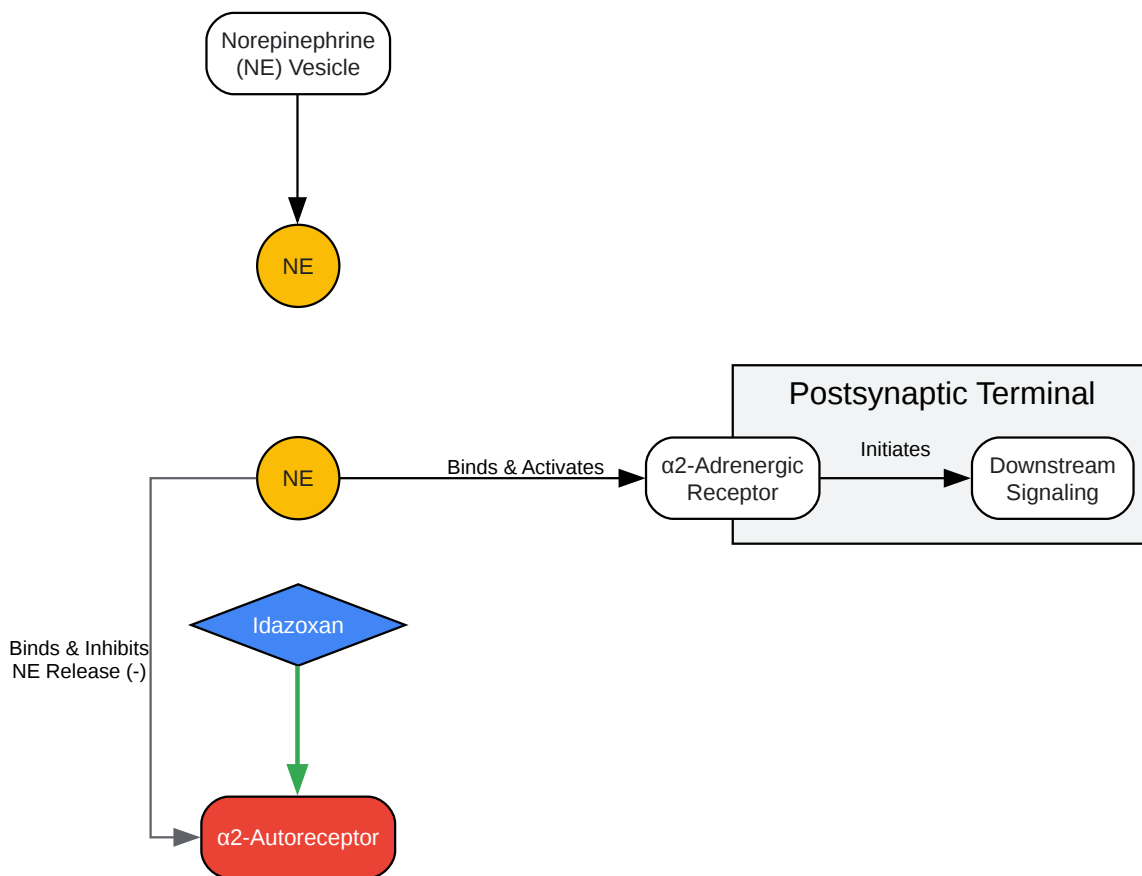 Norepinephrine
(NE) Vesicle
NE
Postsynaptic Terminal
NE
Binds & Activates
α2-Adrenergic
Receptor
Initiates
Downstream
Signaling
Idazoxan
Binds & Inhibits
NE Release (-)
α2-Autoreceptor